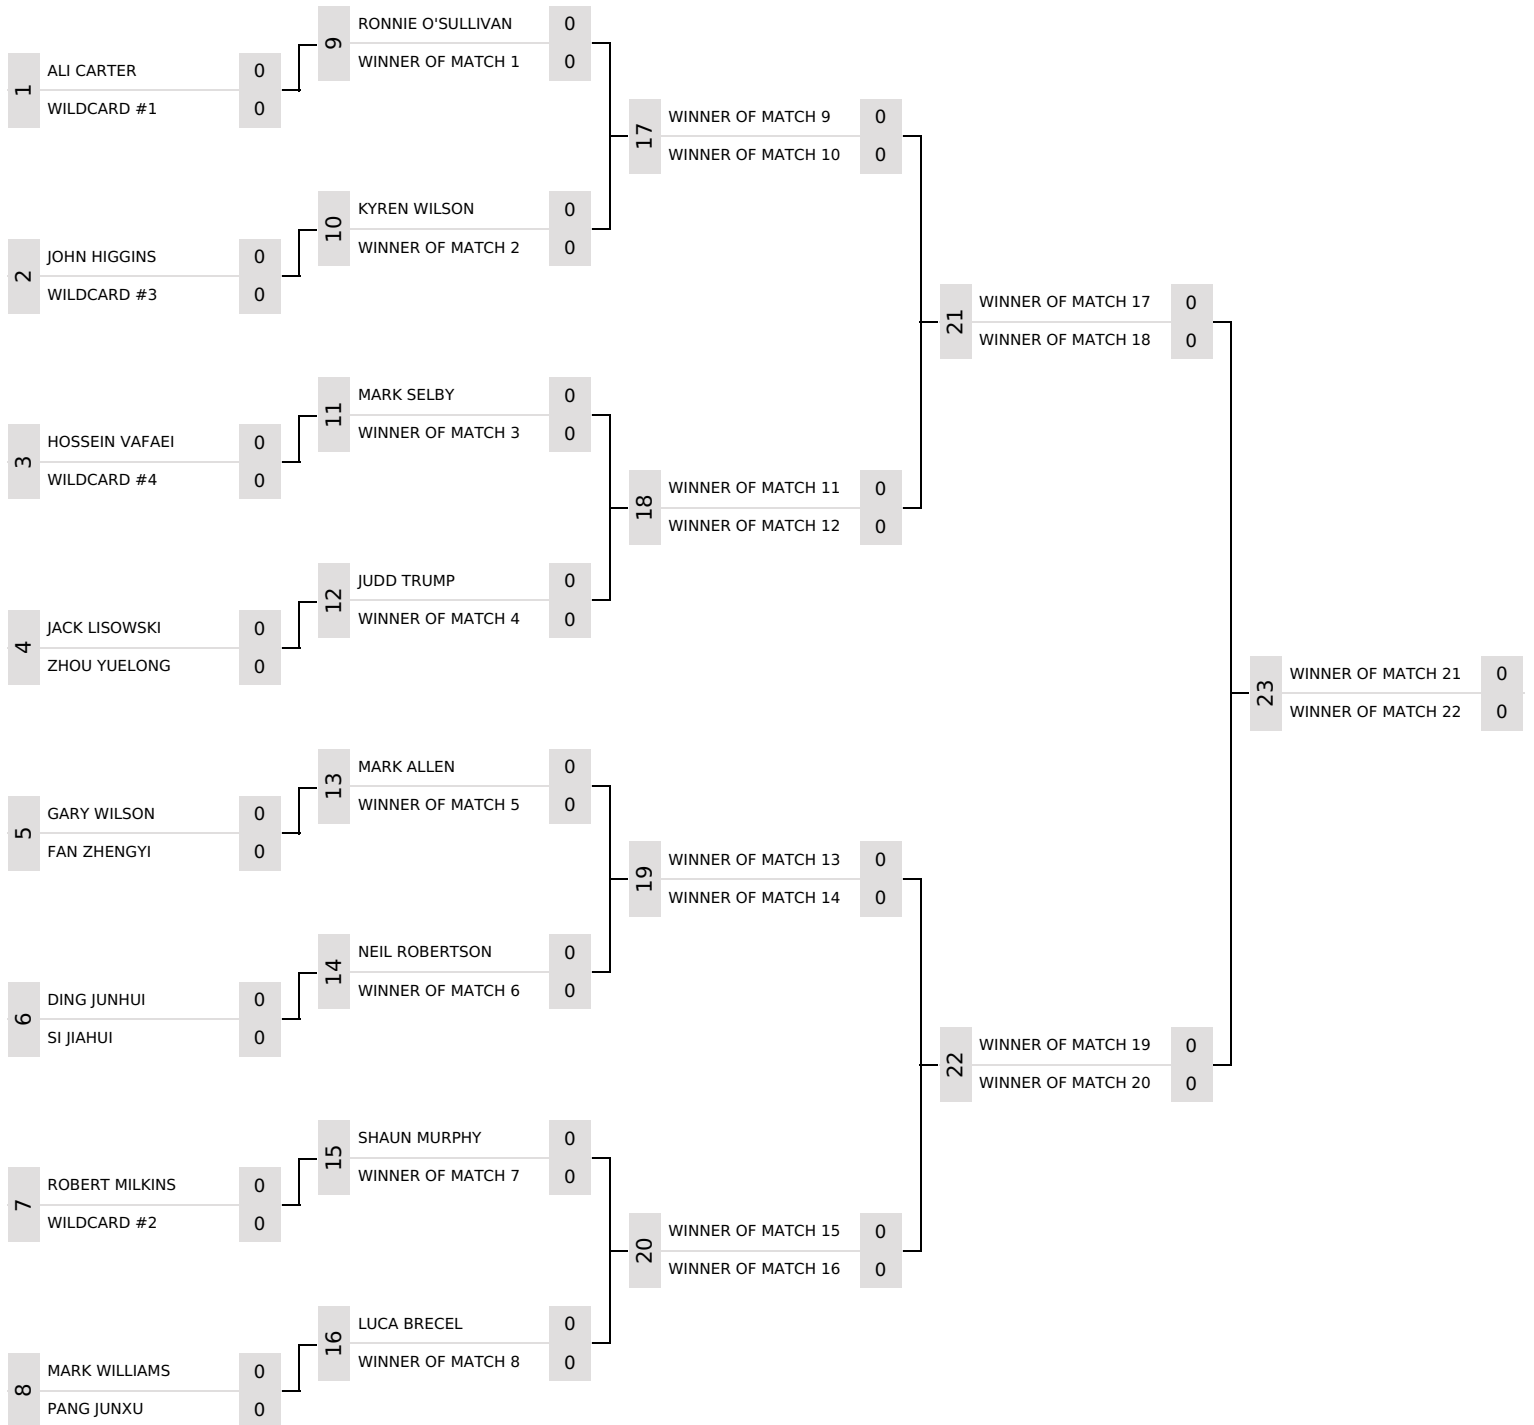 1
ALI CARTER 0
WILDCARD #1 0
2
JOHN HIGGINS 0
WILDCARD #3 0
3
HOSSEIN VAFAEI 0
WILDCARD #4 0
4
JACK LISOWSKI 0
ZHOU YUELONG 0
5
GARY WILSON 0
FAN ZHENGYI 0
6
DING JUNHUI 0
SI JIAHUI 0
7
ROBERT MILKINS 0
WILDCARD #2 0
8
MARK WILLIAMS 0
PANG JUNXU 0
9
RONNIE O'SULLIVAN 0
WINNER OF MATCH 1 0
10
KYREN WILSON 0
WINNER OF MATCH 2 0
11
MARK SELBY 0
WINNER OF MATCH 3 0
12
JUDD TRUMP 0
WINNER OF MATCH 4 0
13
MARK ALLEN 0
WINNER OF MATCH 5 0
14
NEIL ROBERTSON 0
WINNER OF MATCH 6 0
15
SHAUN MURPHY 0
WINNER OF MATCH 7 0
16
LUCA BRECEL 0
WINNER OF MATCH 8 0
17
WINNER OF MATCH 9 0
WINNER OF MATCH 10 0
18
WINNER OF MATCH 11 0
WINNER OF MATCH 12 0
19
WINNER OF MATCH 13 0
WINNER OF MATCH 14 0
20
WINNER OF MATCH 15 0
WINNER OF MATCH 16 0
21
WINNER OF MATCH 17 0
WINNER OF MATCH 18 0
22
WINNER OF MATCH 19 0
WINNER OF MATCH 20 0
23
WINNER OF MATCH 21 0
WINNER OF MATCH 22 0